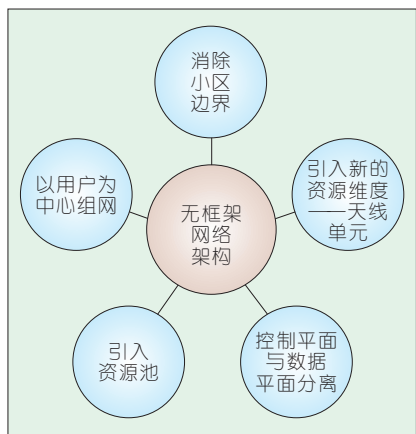 消除
小区
边界
以用户为
中心组网
引入新的
资源维度
——天线
单元
无框架
网络
架构
引入
资源池
控制平面
与数据
平面分离